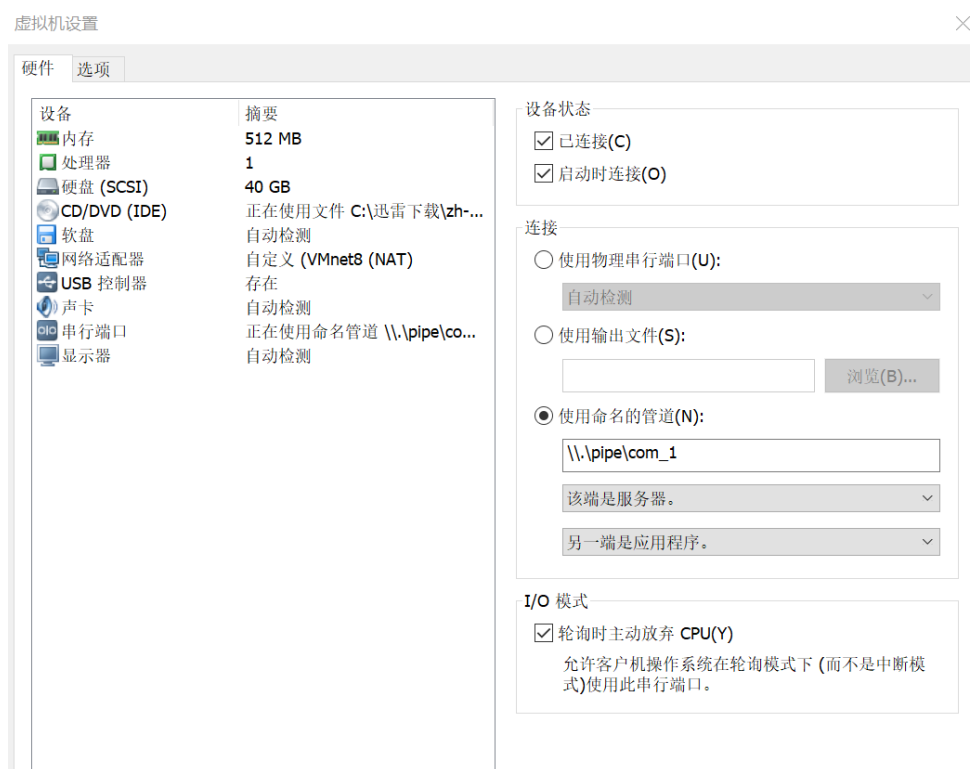 虚拟机设置
硬件 选项
设备 摘要
内存 512 MB
处理器 1
硬盘 (SCSI) 40 GB
CD/DVD (IDE) 正在使用文件 C:\迅雷下载\zh-...
软盘 自动检测
网络适配器 自定义 (VMnet8 (NAT)
USB 控制器 存在
声卡 自动检测
串行端口 正在使用命名管道 \\.\pipe\co...
显示器 自动检测
设备状态
已连接(C)
启动时连接(O)
连接
使用物理串行端口(U):
自动检测
使用输出文件(S):
浏览(B)...
使用命名的管道(N):
\\.\pipe\com_1
该端是服务器。
另一端是应用程序。
I/O 模式
轮询时主动放弃 CPU(Y)
允许客户机操作系统在轮询模式下 (而不是中断模
式)使用此串行端口。